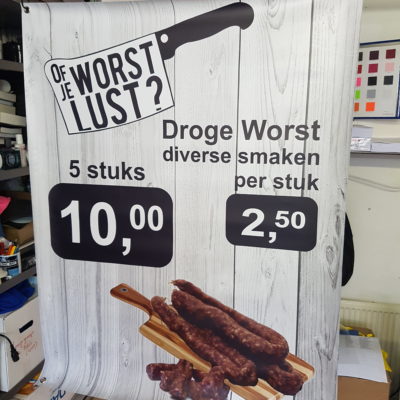 OF JE WORST LUST?
Droge Worst
diverse smaken
per stuk
2,50
5 stuks
10,00